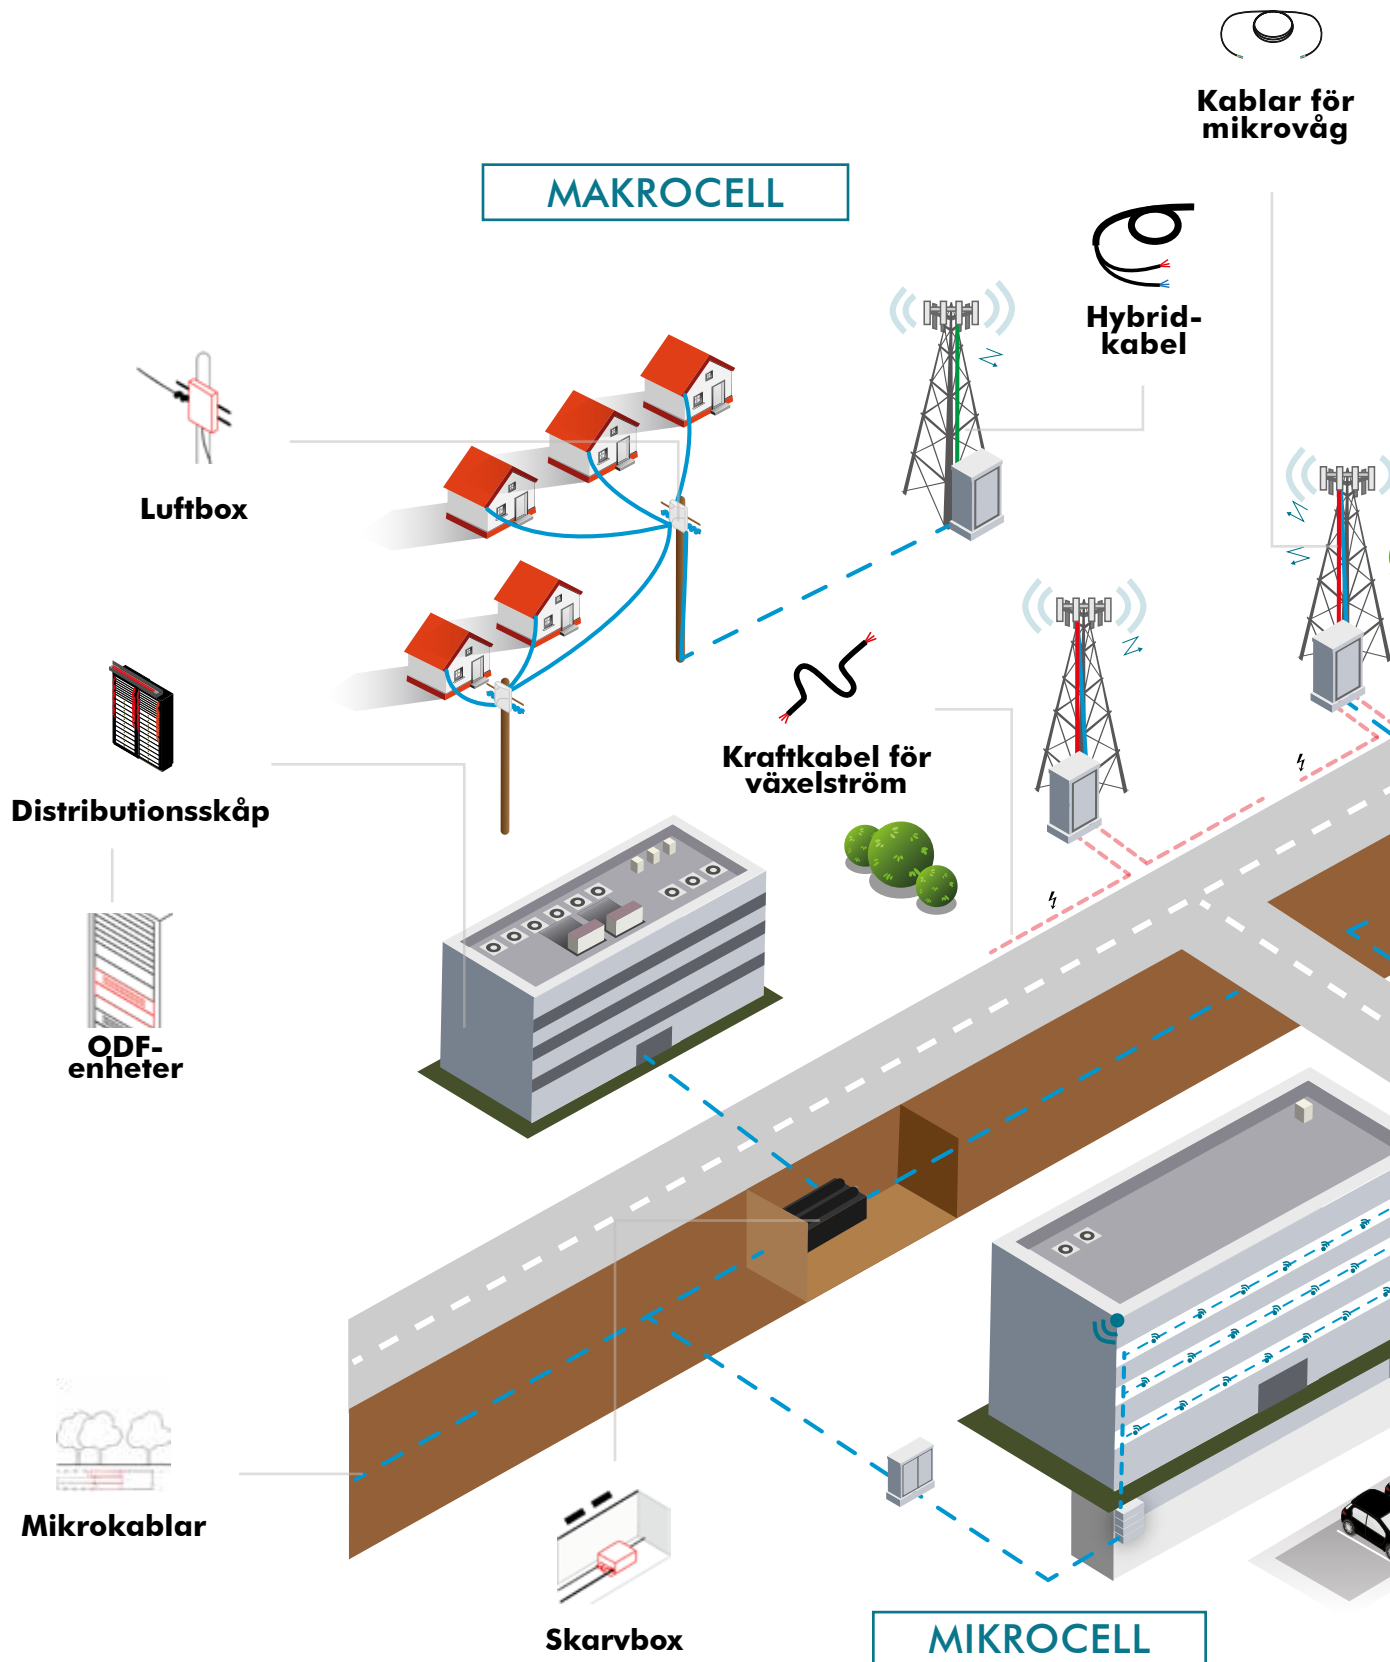 Kablar för
mikrovåg
MAKROCELL
Hybrid-
kabel
Luftbox
Kraftkabel för
växelström
Distributionsskåp
ODF-
enheter
Mikrokablar
Skarvbox
MIKROCELL